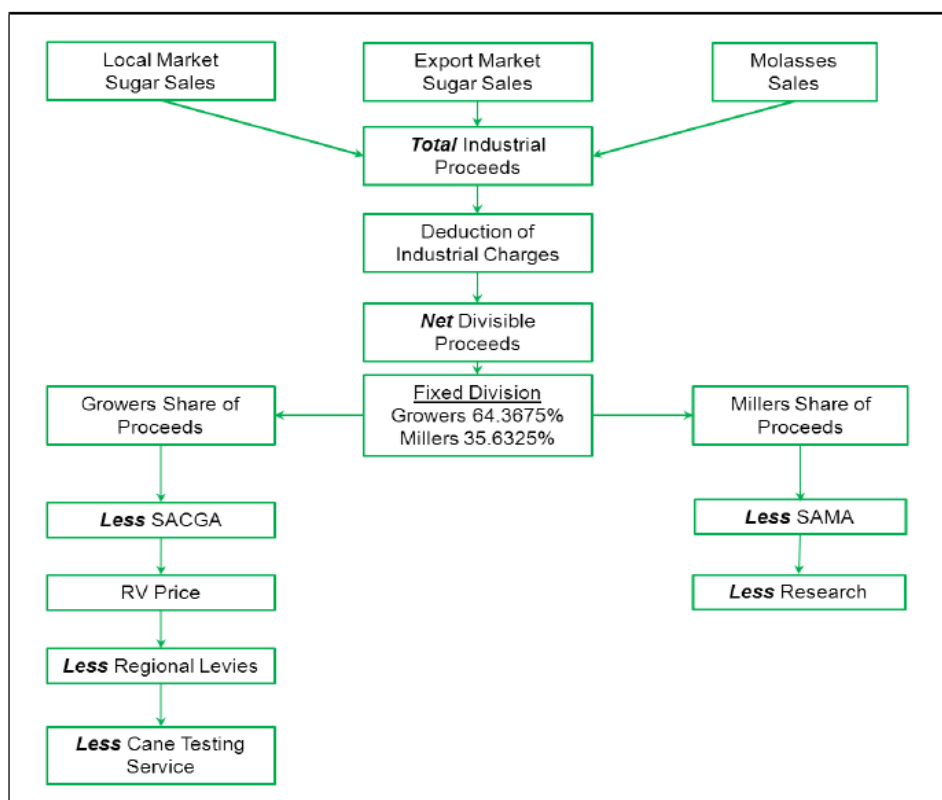 Local Market
Sugar Sales
Export Market
Sugar Sales
Molasses
Sales
Total Industrial
Proceeds
Deduction of
Industrial Charges
Net Divisible
Proceeds
Fixed Division
Growers 64.3675%
Millers 35.6325%
Growers Share of
Proceeds
Millers Share of
Proceeds
Less SACGA
Less SAMA
RV Price
Less Research
Less Regional Levies
Less Cane Testing
Service